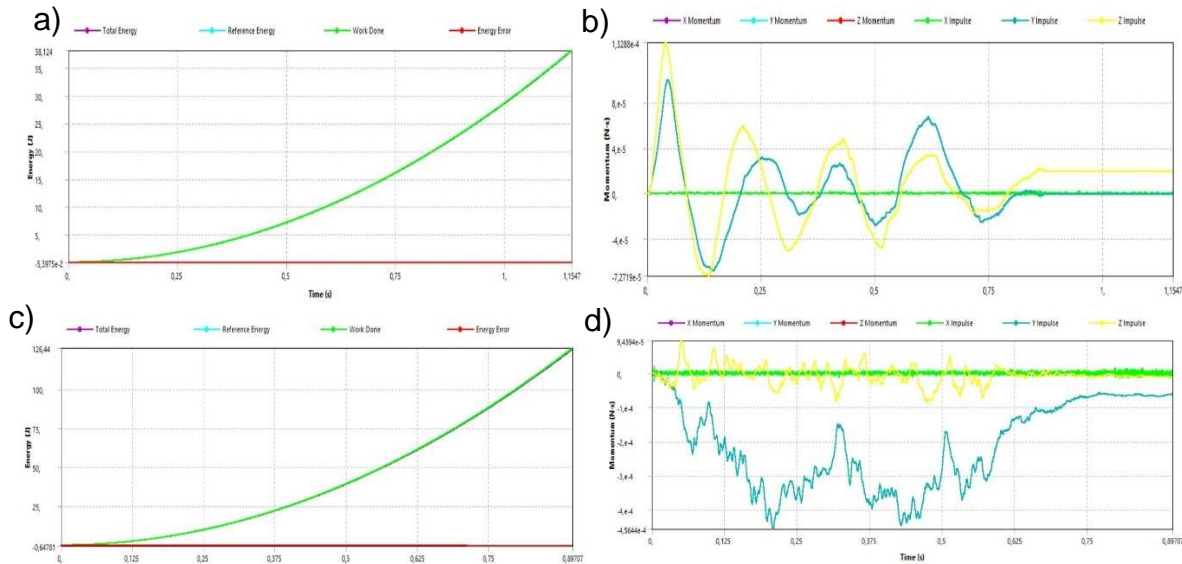 a)
Total Energy Reference Energy Work Done Energy Error
38,124
35,
30,
25,
20,
15,
10,
5,
-5,3975e-2
Energy (J)
0, 0,25 0,5 0,75 1, 1,1547
Time (s)
b)
X Momentum Y Momentum Z Momentum X Impulse Y Impulse Z Impulse
1,3288e-4
8,e-5
4,e-5
0,
-4,e-5
-7,2719e-5
Momentum (N·s)
0, 0,25 0,5 0,75 1, 1,1547
Time (s)
c)
Total Energy Reference Energy Work Done Energy Error
126,44
100,
75,
50,
25,
-0,64781
Energy (J)
0, 0,125 0,25 0,375 0,5 0,625 0,75 0,89707
Time (s)
d)
X Momentum Y Momentum Z Momentum X Impulse Y Impulse Z Impulse
9,4394e-5
0,
-1,e-4
-2,e-4
-3,e-4
-4,e-4
-4,5644e-4
Momentum (N·s)
0, 0,125 0,25 0,375 0,5 0,625 0,75 0,89707
Time (s)